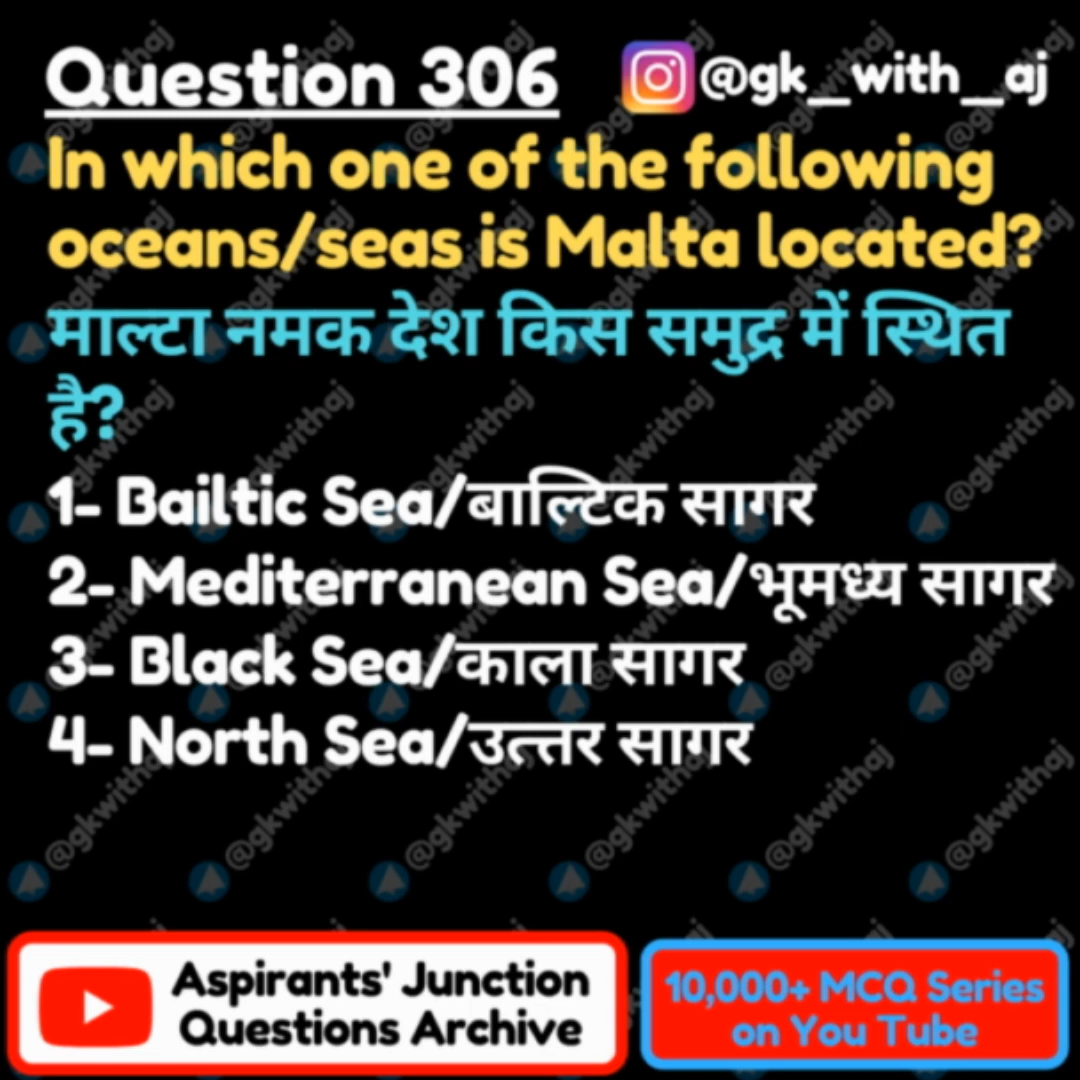 Question 306 @gk_with_aj
In which one of the following
oceans/seas is Malta located?
माल्टा नमक देश किस समुद्र में स्थित
है?
1- Bailtic Sea/बाल्टिक सागर
2- Mediterranean Sea/भूमध्य सागर
3- Black Sea/काला सागर
4- North Sea/उत्तर सागर
Aspirants' Junction
Questions Archive
10,000+ MCQ Series
on You Tube
@gkwithaj